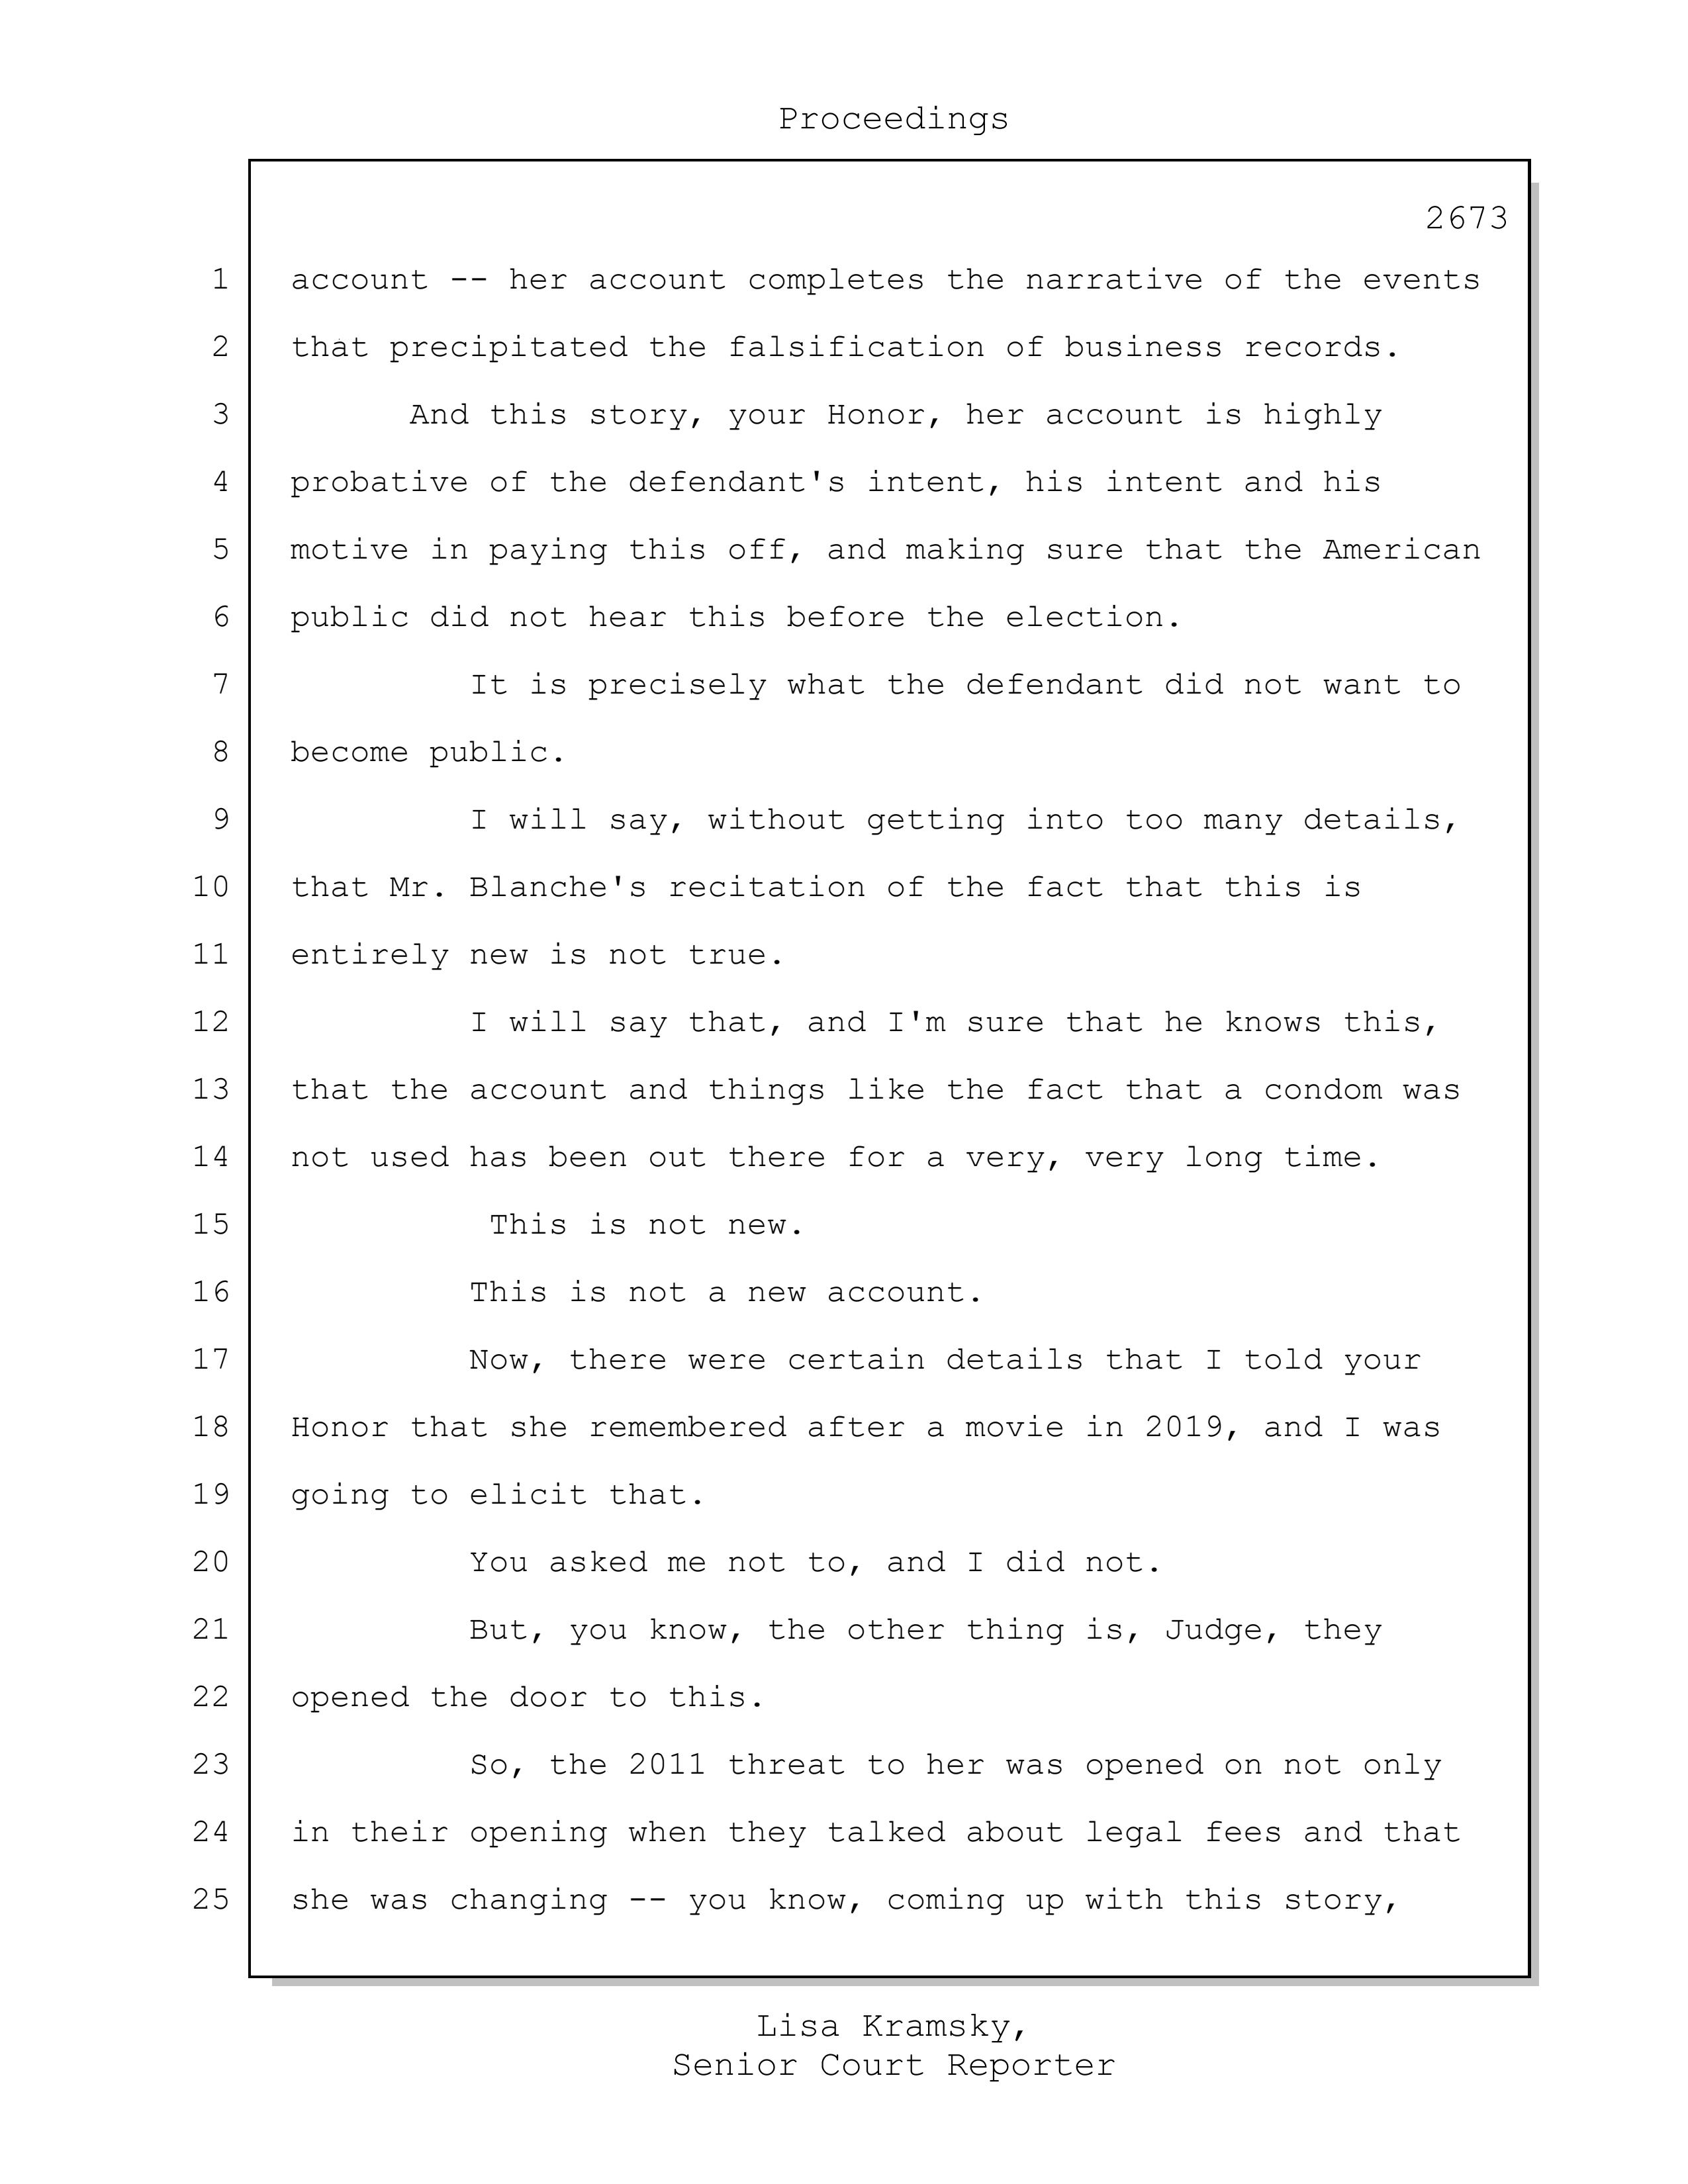 Proceedings
2673
1 account -- her account completes the narrative of the events
2 that precipitated the falsification of business records.
3 And this story, your Honor, her account is highly
4 probative of the defendant's intent, his intent and his
5 motive in paying this off, and making sure that the American
6 public did not hear this before the election.
7 It is precisely what the defendant did not want to
8 become public.
9 I will say, without getting into too many details,
10 that Mr. Blanche's recitation of the fact that this is
11 entirely new is not true.
12 I will say that, and I'm sure that he knows this,
13 that the account and things like the fact that a condom was
14 not used has been out there for a very, very long time.
15 This is not new.
16 This is not a new account.
17 Now, there were certain details that I told your
18 Honor that she remembered after a movie in 2019, and I was
19 going to elicit that.
20 You asked me not to, and I did not.
21 But, you know, the other thing is, Judge, they
22 opened the door to this.
23 So, the 2011 threat to her was opened on not only
24 in their opening when they talked about legal fees and that
25 she was changing -- you know, coming up with this story,
Lisa Kramsky,
Senior Court Reporter